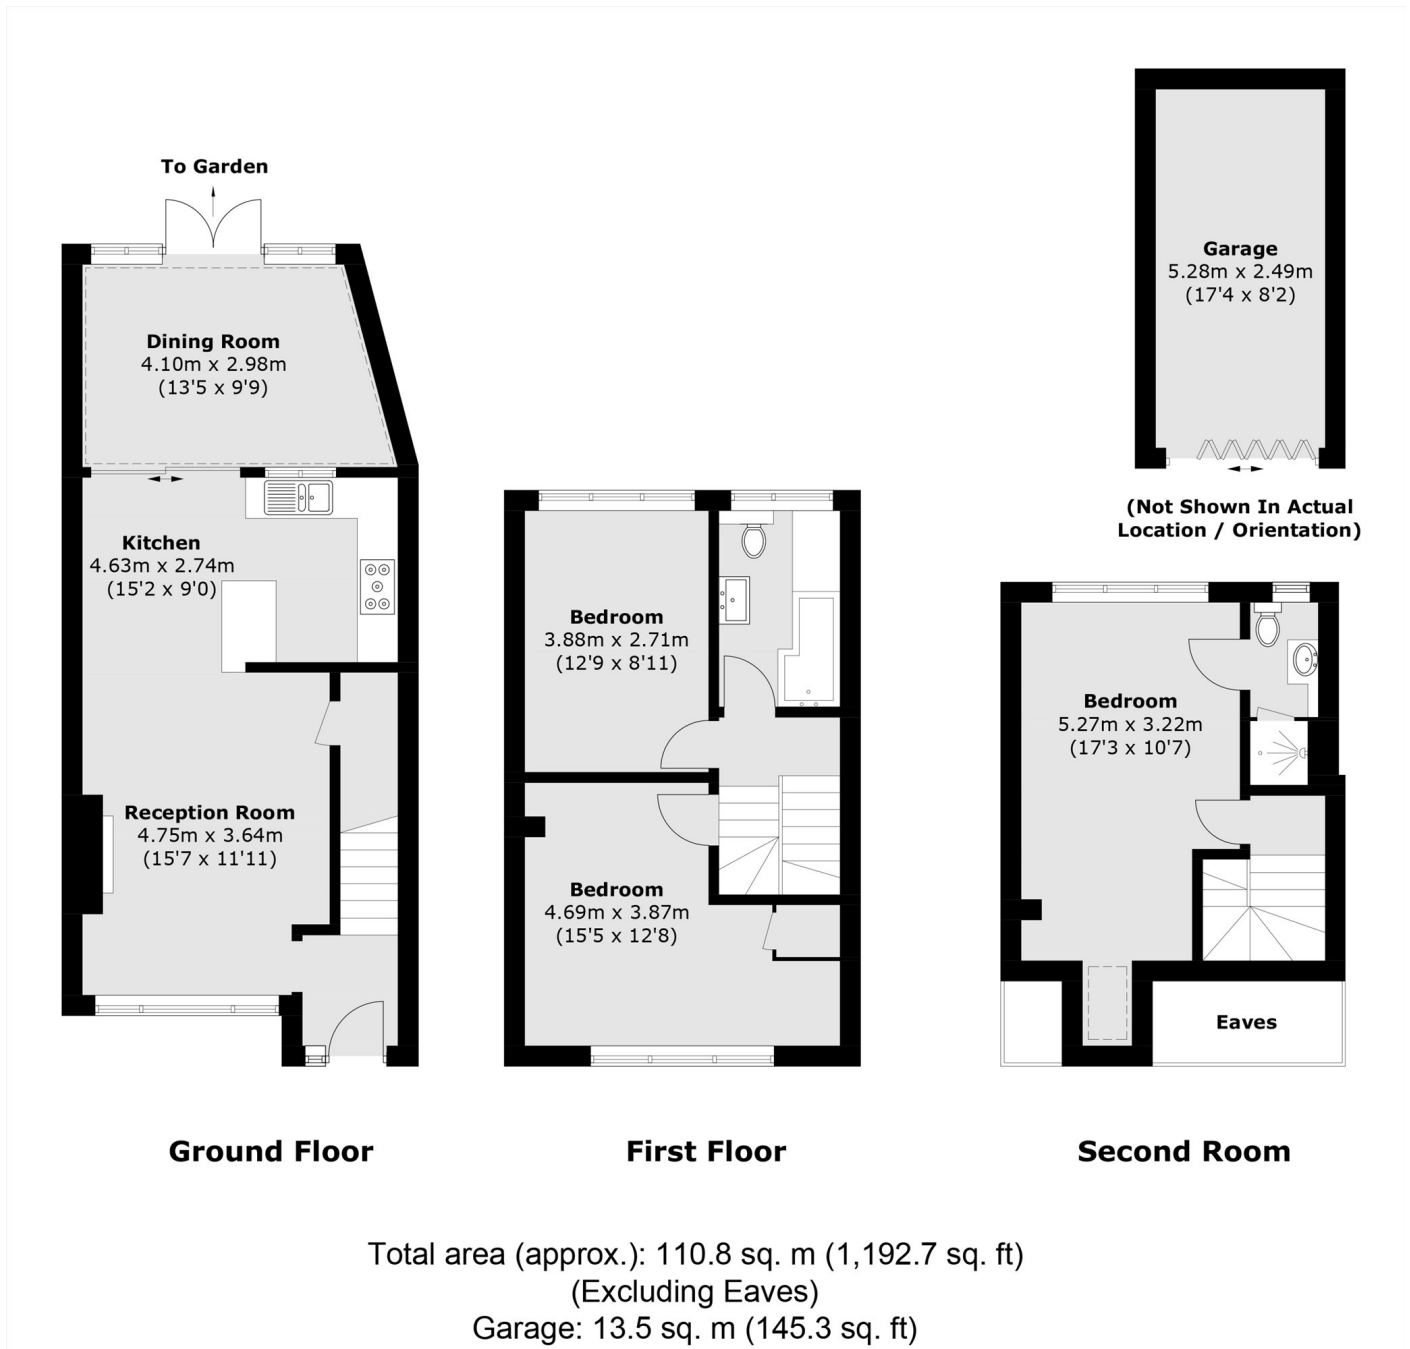 To Garden
Dining Room
4.10m x 2.98m
(13'5 x 9'9)
Kitchen
4.63m x 2.74m
(15'2 x 9'0)
Reception Room
4.75m x 3.64m
(15'7 x 11'11)
Ground Floor
Bedroom
3.88m x 2.71m
(12'9 x 8'11)
Bedroom
4.69m x 3.87m
(15'5 x 12'8)
First Floor
Garage
5.28m x 2.49m
(17'4 x 8'2)
(Not Shown In Actual
Location / Orientation)
Bedroom
5.27m x 3.22m
(17'3 x 10'7)
Eaves
Second Room
Total area (approx.): 110.8 sq. m (1,192.7 sq. ft)
(Excluding Eaves)
Garage: 13.5 sq. m (145.3 sq. ft)